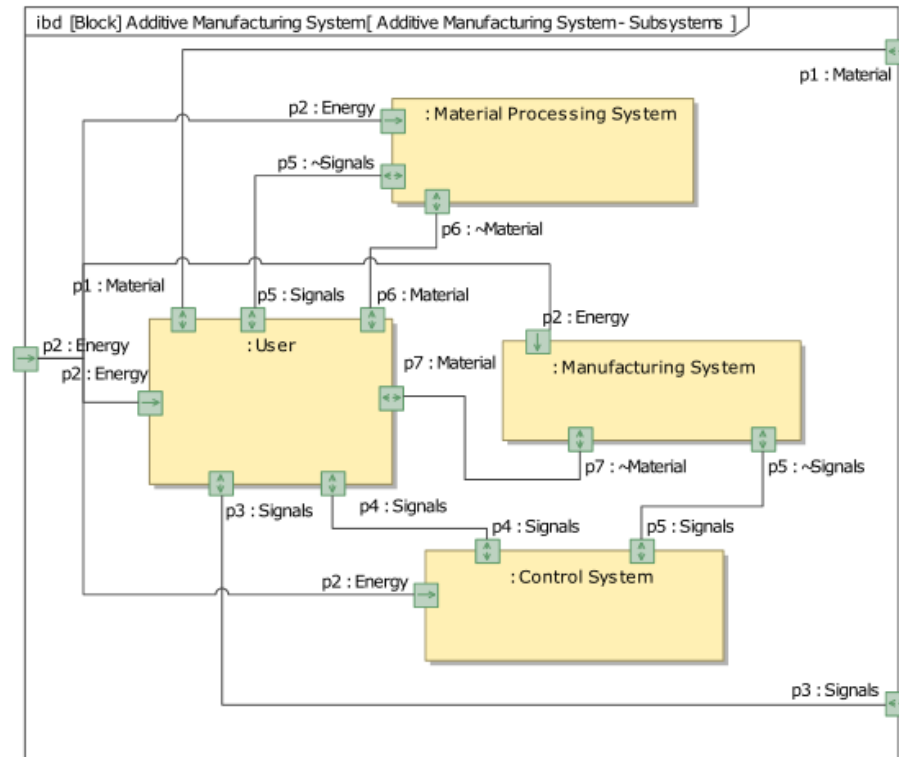 ibd [Block] Additive Manufacturing System[ Additive Manufacturing System - Subsystems ]
p1 : Material
p2 : Energy
: Material Processing System
p5 : ~Signals
p6 : ~Material
p1 : Material
p5 : Signals
p6 : Material
p2 : Energy
p2 : Energy
: User
p2 : Energy
p7 : Material
: Manufacturing System
p7 : ~Material
p5 : ~Signals
p3 : Signals
p4 : Signals
p4 : Signals
p5 : Signals
p2 : Energy
: Control System
p3 : Signals